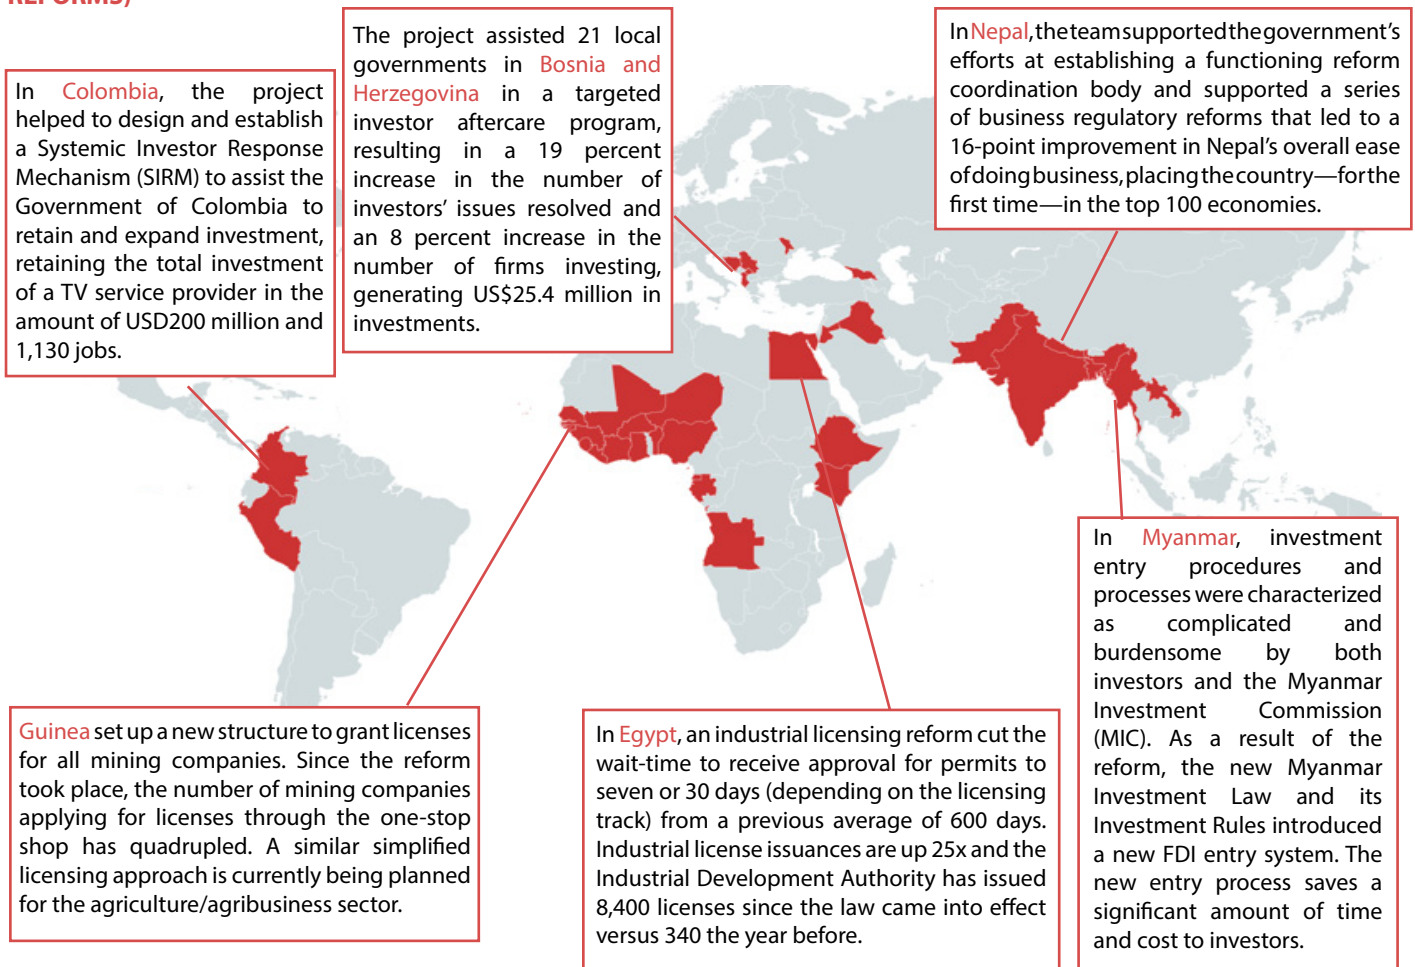 REFORMS)
In Colombia, the project
helped to design and establish
a Systemic Investor Response
Mechanism (SIRM) to assist the
Government of Colombia to
retain and expand investment,
retaining the total investment
of a TV service provider in the
amount of USD200 million and
1,130 jobs.
The project assisted 21 local
governments in Bosnia and
Herzegovina in a targeted
investor aftercare program,
resulting in a 19 percent
increase in the number of
investors’ issues resolved and
an 8 percent increase in the
number of firms investing,
generating US$25.4 million in
investments.
In Nepal, the team supported the government’s
efforts at establishing a functioning reform
coordination body and supported a series
of business regulatory reforms that led to a
16-point improvement in Nepal’s overall ease
of doing business, placing the country—for the
first time—in the top 100 economies.
Guinea set up a new structure to grant licenses
for all mining companies. Since the reform
took place, the number of mining companies
applying for licenses through the one-stop
shop has quadrupled. A similar simplified
licensing approach is currently being planned
for the agriculture/agribusiness sector.
In Egypt, an industrial licensing reform cut the
wait-time to receive approval for permits to
seven or 30 days (depending on the licensing
track) from a previous average of 600 days.
Industrial license issuances are up 25x and the
Industrial Development Authority has issued
8,400 licenses since the law came into effect
versus 340 the year before.
In Myanmar, investment
entry procedures and
processes were characterized
as complicated and
burdensome by both
investors and the Myanmar
Investment Commission
(MIC). As a result of the
reform, the new Myanmar
Investment Law and its
Investment Rules introduced
a new FDI entry system. The
new entry process saves a
significant amount of time
and cost to investors.